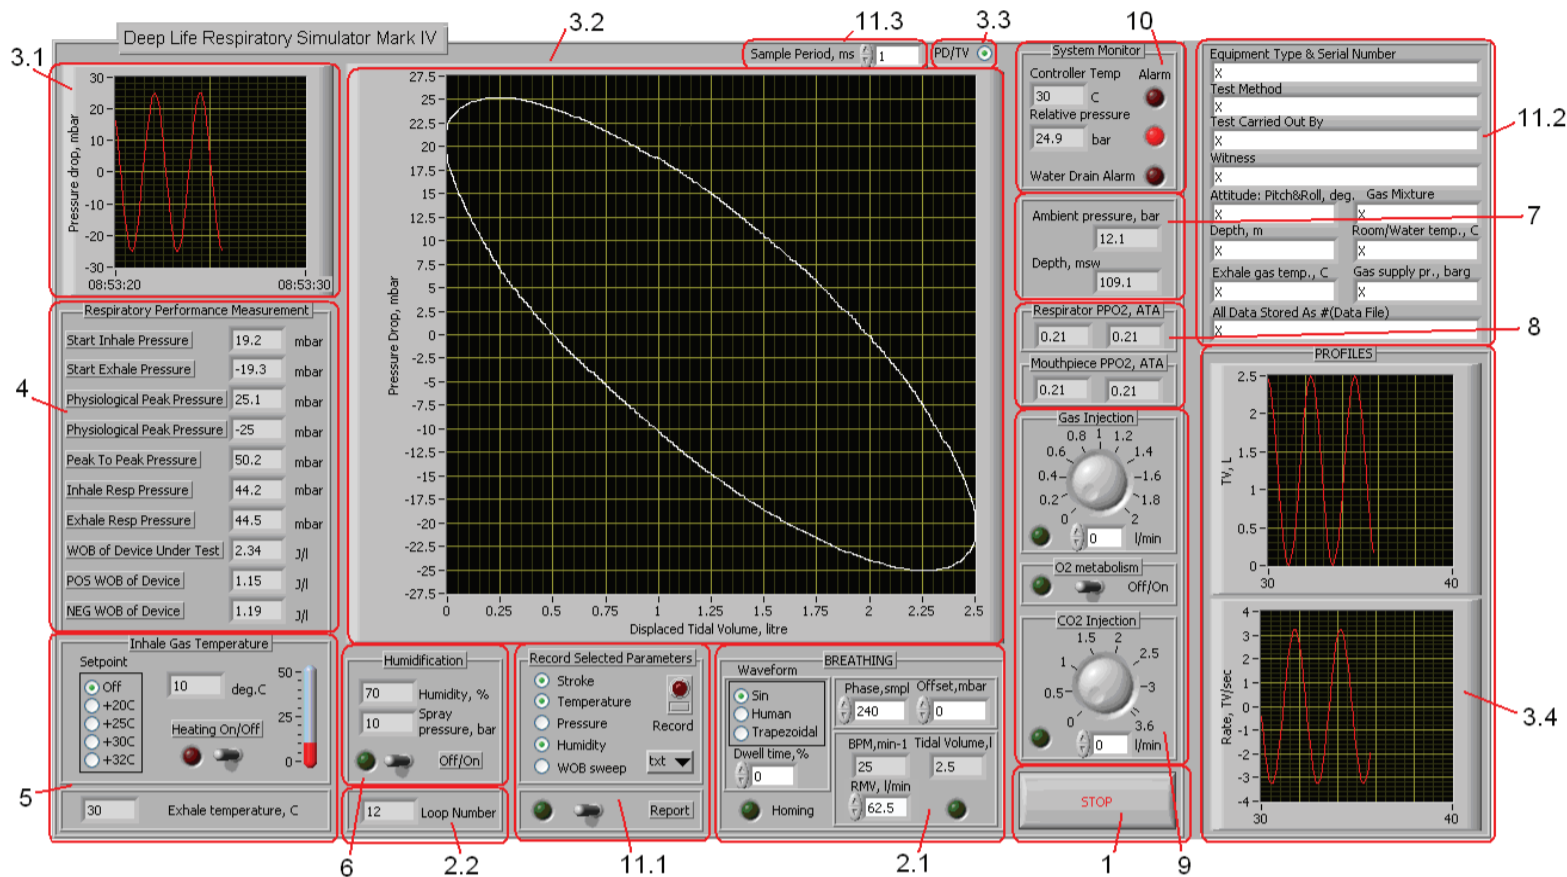 3.2
11.3
3.3
10
Deep Life Respiratory Simulator Mark IV
Sample Period, ms 1
PD/TV
3.1
30
20
10
0
-10
-20
-30
Pressure drop, mbar
08:53:20 08:53:30
27.5
25
22.5
20
17.5
15
12.5
10
7.5
5
2.5
0
-2.5
-5
-7.5
-10
-12.5
-15
-17.5
-20
-22.5
-25
-27.5
Pressure Drop, mbar
0 0.25 0.5 0.75 1 1.25 1.5 1.75 2 2.25 2.5
Displaced Tidal Volume, litre
System Monitor
Controller Temp Alarm
30 C
Relative pressure
24.9 bar
Water Drain Alarm
Equipment Type & Serial Number
X
Test Method
X
Test Carried Out By
X
Witness
X
Attitude: Pitch&Roll, deg. Gas Mixture
X X
Depth, m Room/Water temp., C
X X
Exhale gas temp., C Gas supply pr., barg
X X
All Data Stored As #(Data File)
X
11.2
Ambient pressure, bar
12.1
Depth, msw
109.1
7
Respirator PPO2, ATA
0.21 0.21
Mouthpiece PPO2, ATA
0.21 0.21
8
4
Respiratory Performance Measurement
Start Inhale Pressure 19.2 mbar
Start Exhale Pressure -19.3 mbar
Physiological Peak Pressure 25.1 mbar
Physiological Peak Pressure -25 mbar
Peak To Peak Pressure 50.2 mbar
Inhale Resp Pressure 44.2 mbar
Exhale Resp Pressure 44.5 mbar
WOB of Device Under Test 2.34 J/l
POS WOB of Device 1.15 J/l
NEG WOB of Device 1.19 J/l
Gas Injection
0 0.2 0.4 0.6 0.8 1 1.2 1.4 1.6 1.8 2
0 l/min
O2 metabolism
Off/On
CO2 Injection
0 0.5 1 1.5 2 2.5 3 3.6
0 l/min
PROFILES
2.5
2
1.5
1
0.5
0
TV, L
30 40
4
3
2
1
0
-1
-2
-3
-4
Rate, TV/sec
30 40
3.4
Inhale Gas Temperature
Setpoint
Off
+20C
+25C
+30C
+32C
10 deg.C
Heating On/Off
50
25
0
30 Exhale temperature, C
5
Humidification
70 Humidity, %
10 Spray pressure, bar
Off/On
12 Loop Number
Record Selected Parameters
Stroke
Temperature
Pressure
Humidity
WOB sweep
Record
txt
Report
BREATHING
Waveform
Sin
Human
Trapezoidal
Dwell time,%
0
Homing
Phase,smpl Offset,mbar
240 0
BPM,min-1 Tidal Volume,l
25 2.5
RMV, l/min
62.5
STOP
6
2.2
11.1
2.1
1
9